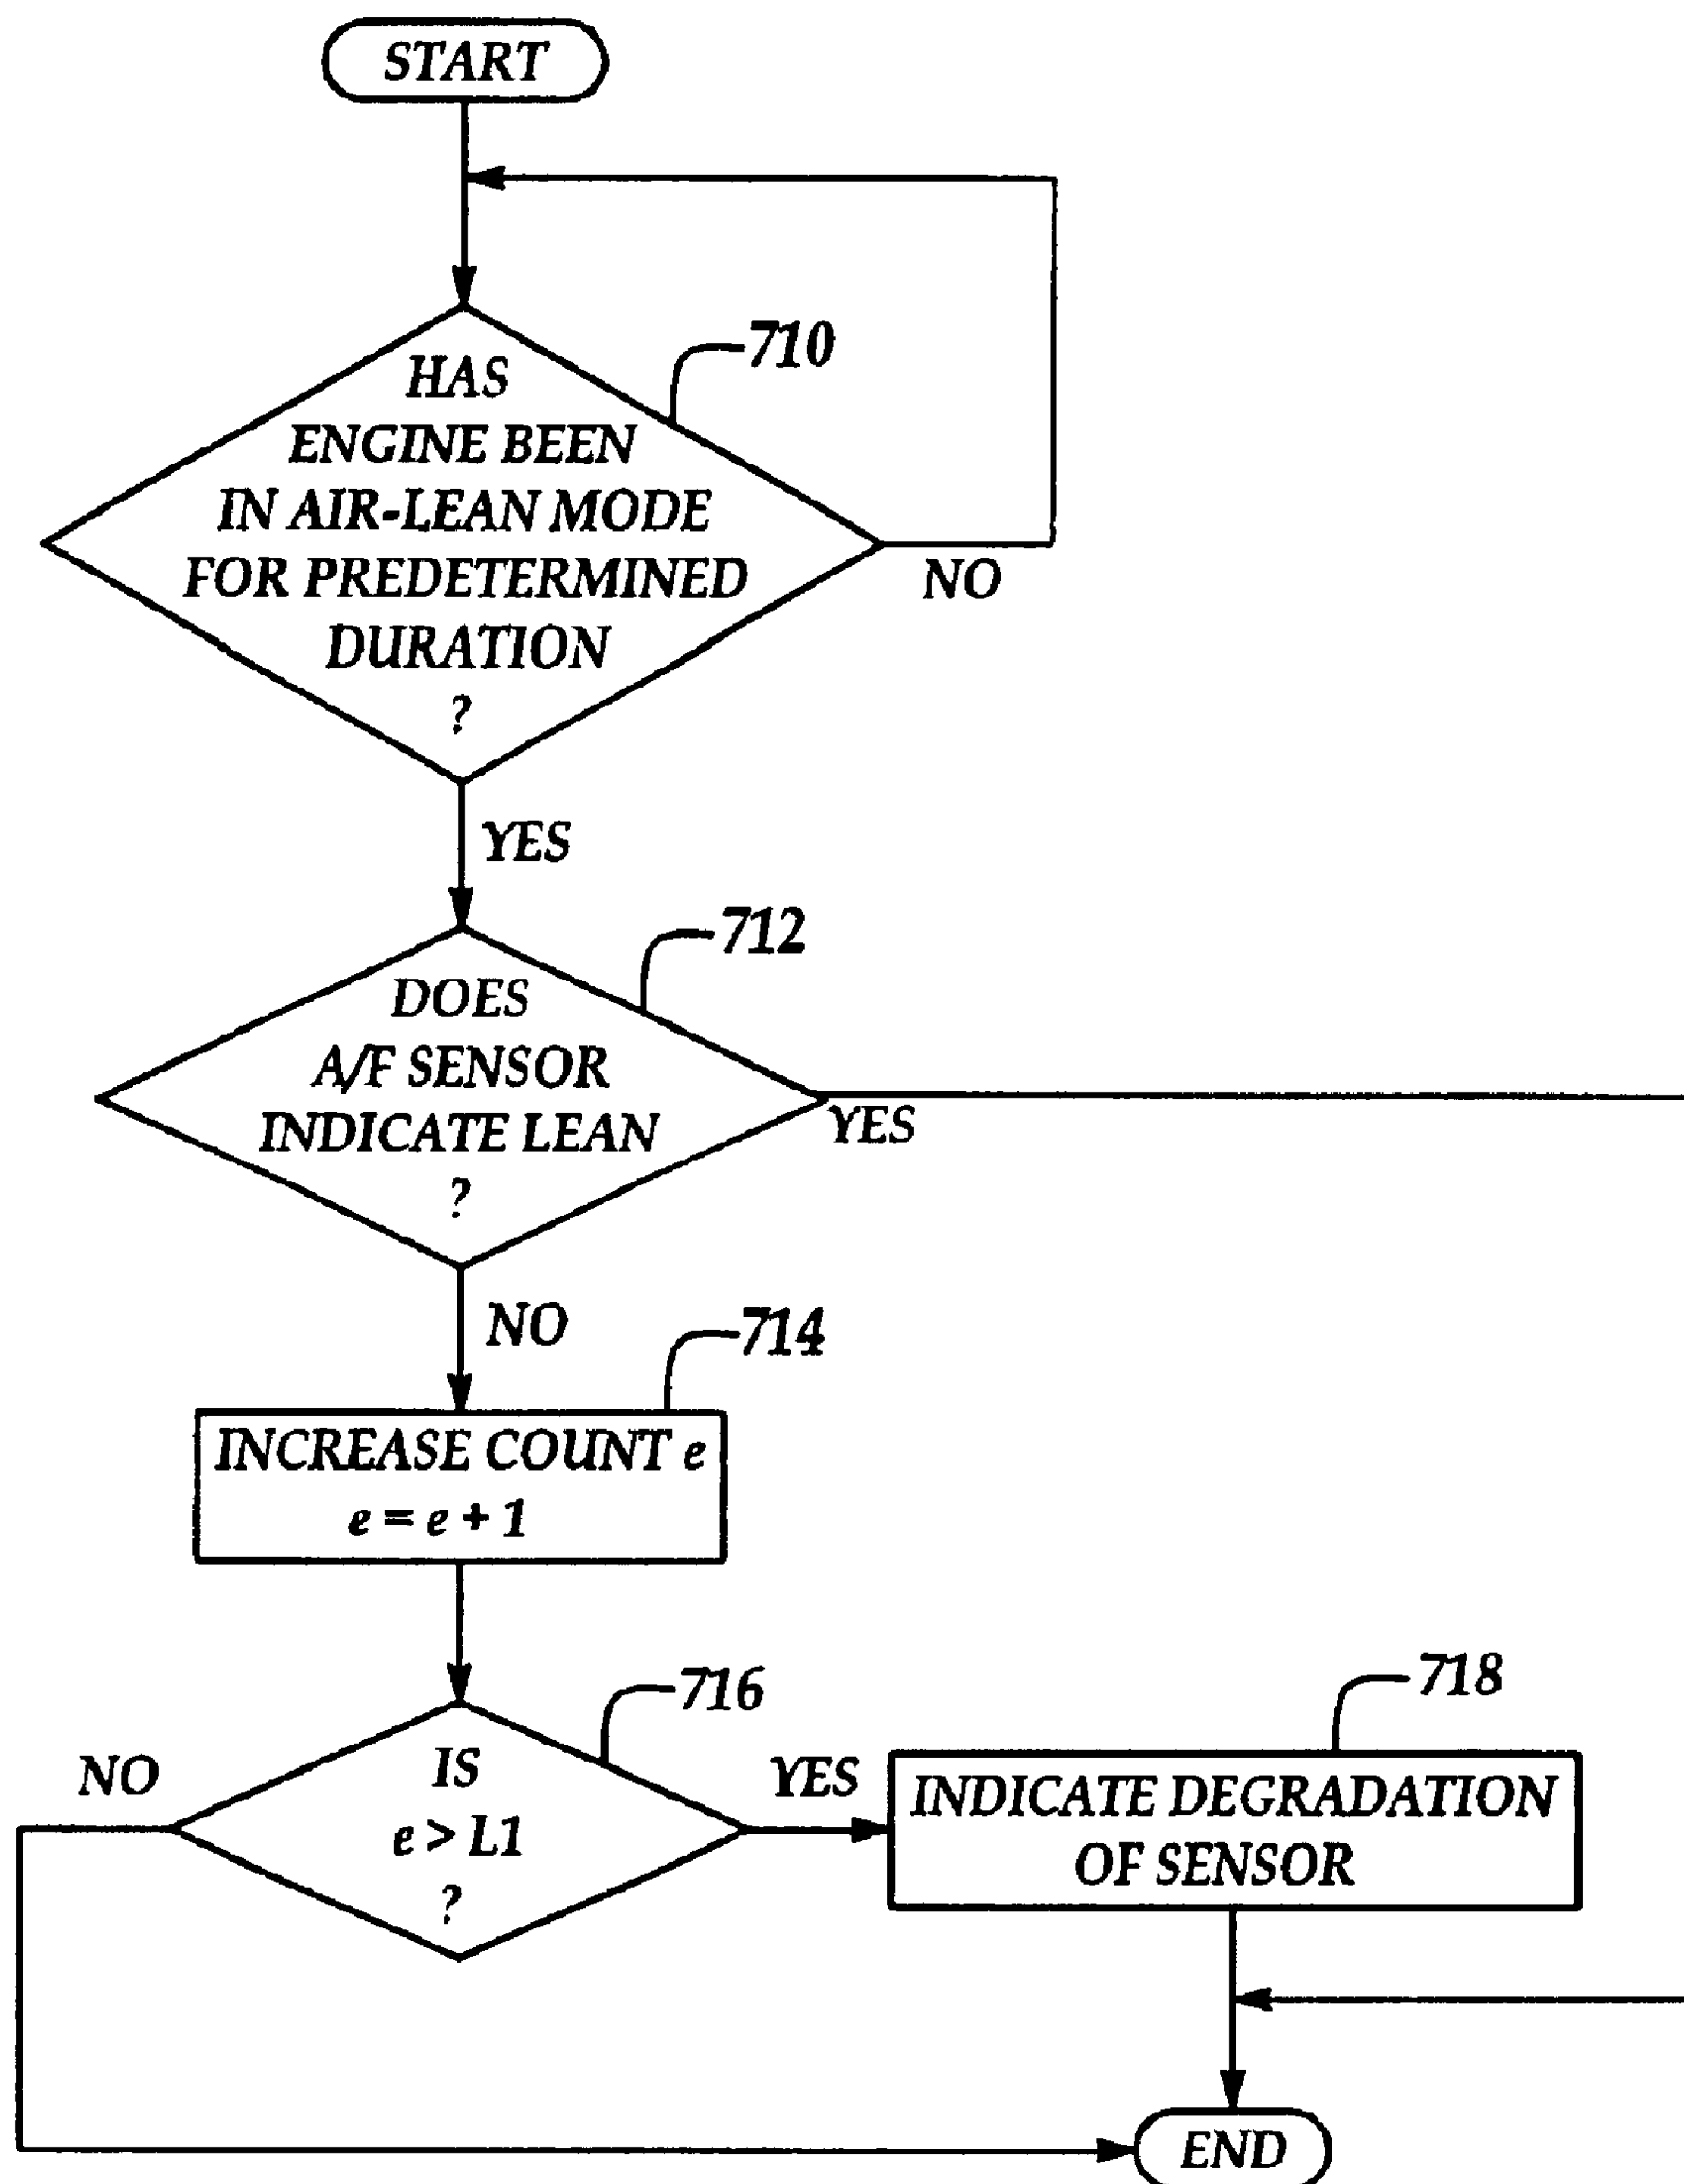 START
710
HAS
ENGINE BEEN
IN AIR-LEAN MODE
FOR PREDETERMINED
DURATION
?
NO
YES
712
DOES
A/F SENSOR
INDICATE LEAN
?
YES
NO
714
INCREASE COUNT e
e = e + 1
716
IS
e > L1
?
NO
YES
718
INDICATE DEGRADATION
OF SENSOR
END